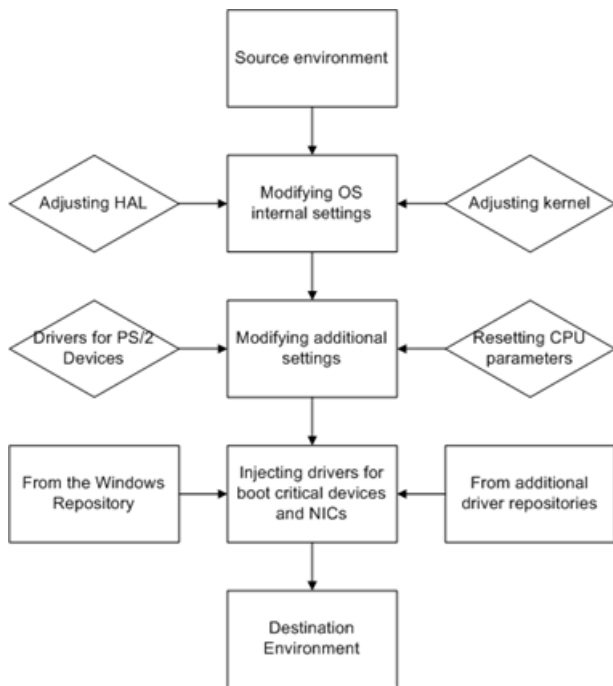 Source environment
Adjusting HAL
Modifying OS
internal settings
Adjusting kernel
Drivers for PS/2
Devices
Modifying additional
settings
Resetting CPU
parameters
From the Windows
Repository
Injecting drivers for
boot critical devices
and NICs
From additional
driver repositories
Destination
Environment